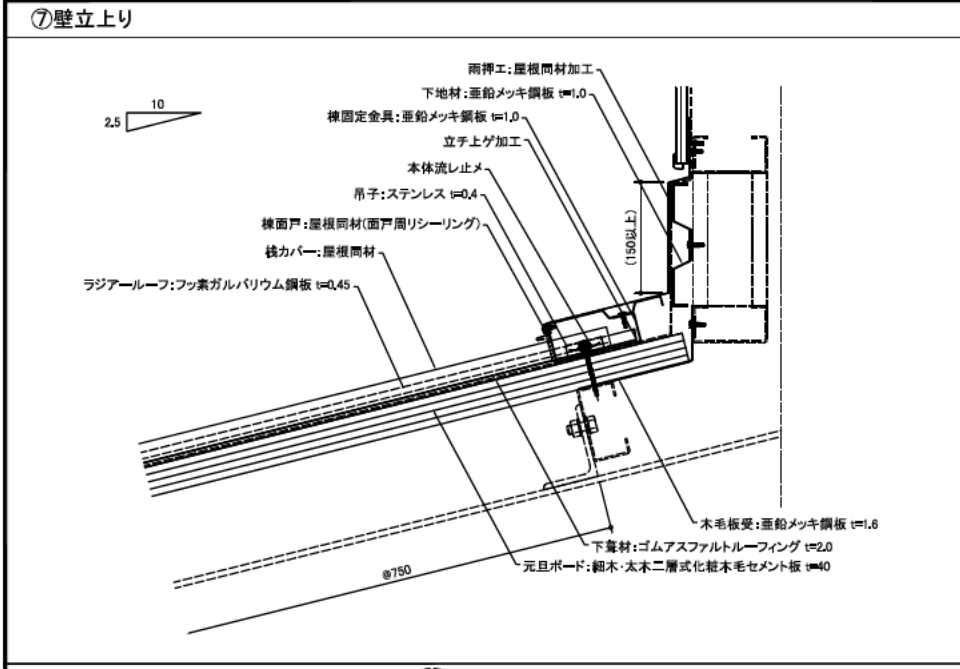 ⑦壁立上り
雨押エ:屋根同材加工
下地材:亜鉛メッキ鋼板 t=1.0
棟固定金具:亜鉛メッキ鋼板 t=1.0
立チ上ゲ加工
本体流レ止メ
吊子:ステンレス t=0.4
棟面戸:屋根同材(面戸周リシーリング)
桟カバー:屋根同材
ラジアールーフ:フッ素ガルバリウム鋼板 t=0.45
10
2.5
(150以上)
木毛板受:亜鉛メッキ鋼板 t=1.6
下葺材:ゴムアスファルトルーフィング t=2.0
元旦ボード:細木・太木二層式化粧木毛セメント板 t=40
@750